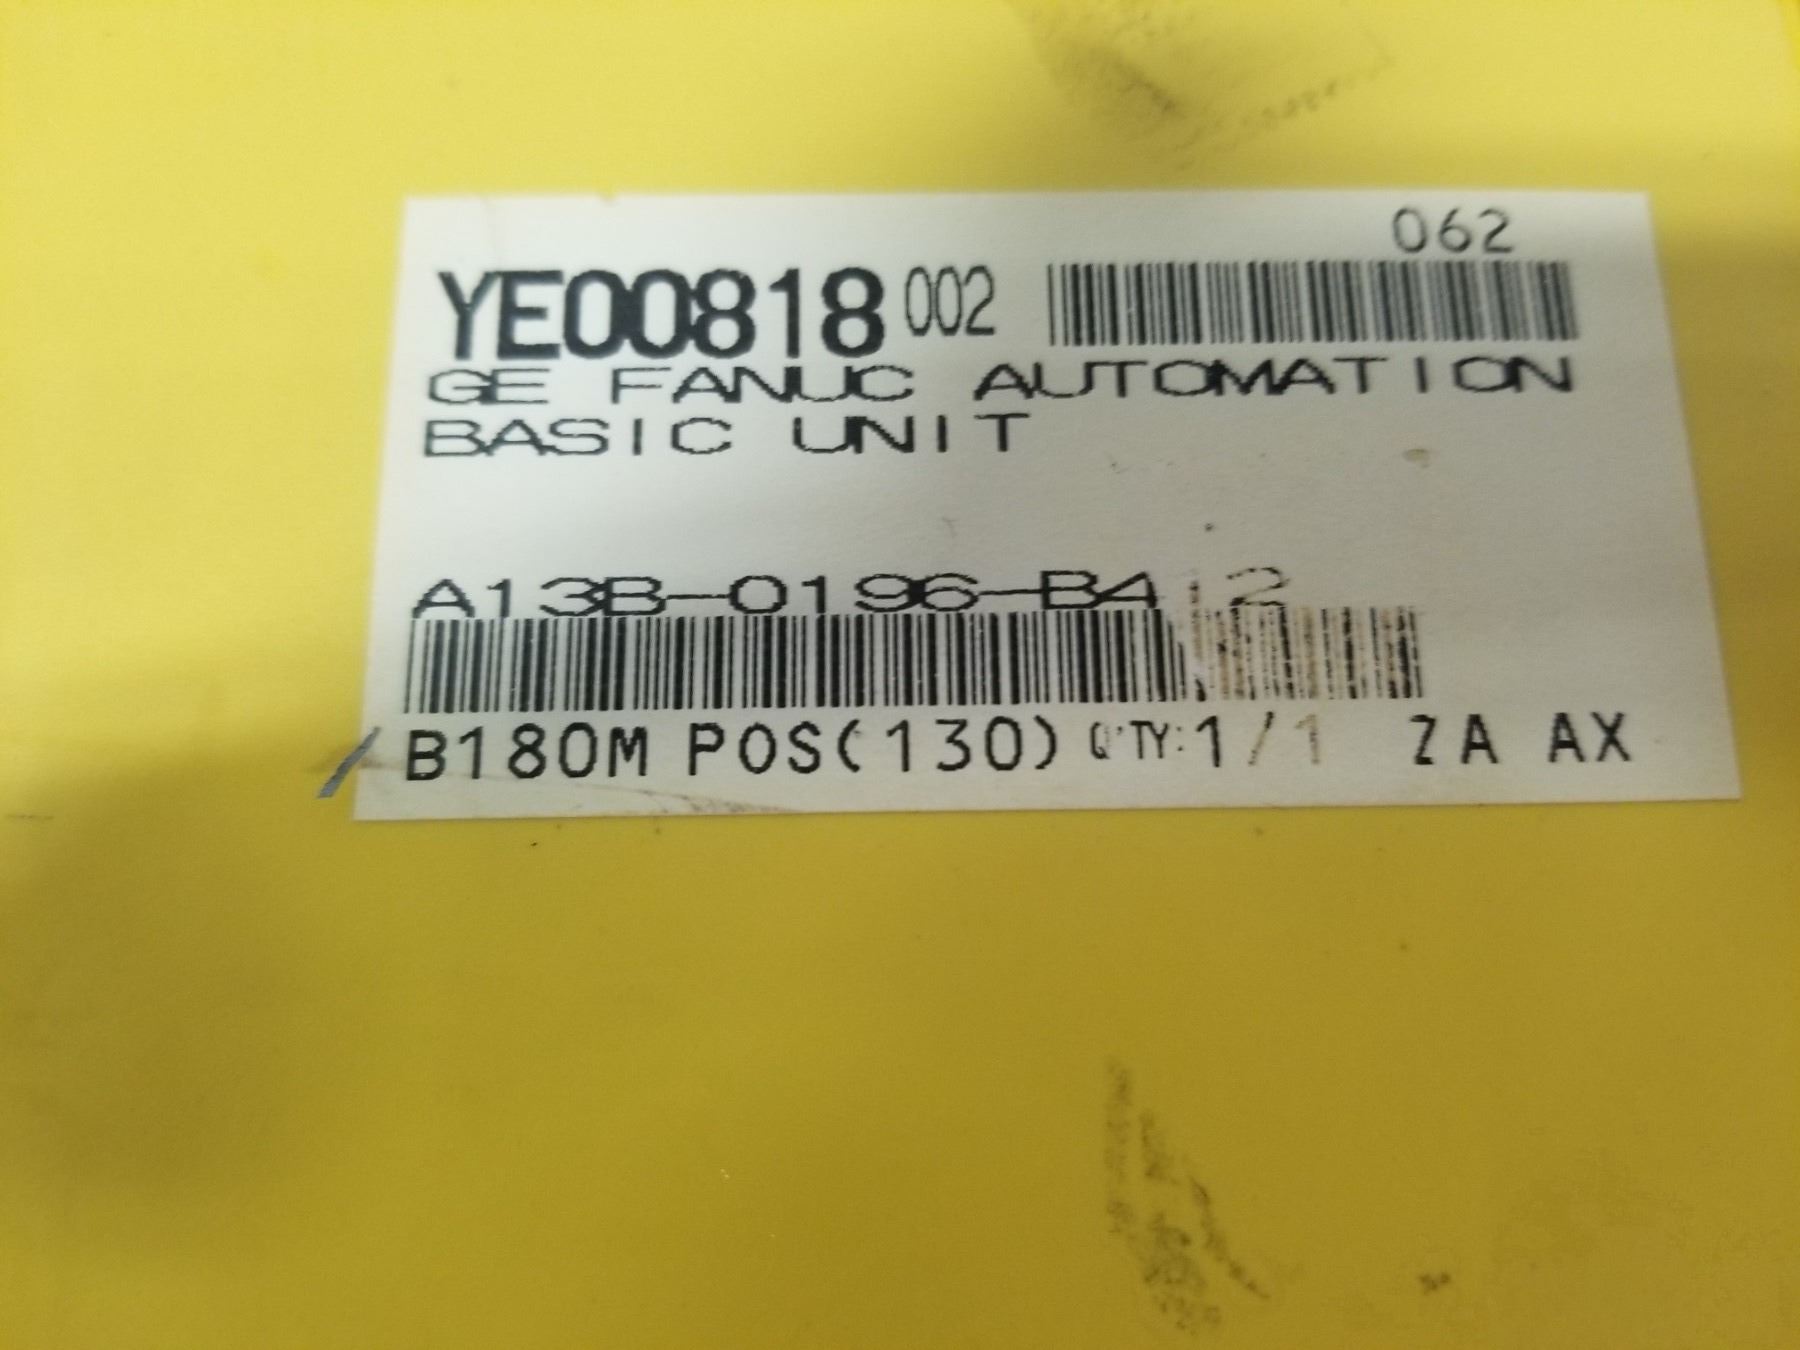 062
YE00818 002
GE FANUC AUTOMATION
BASIC UNIT
A13B-0196-B412
B180M POS(130) Q'TY:1/1 ZA AX